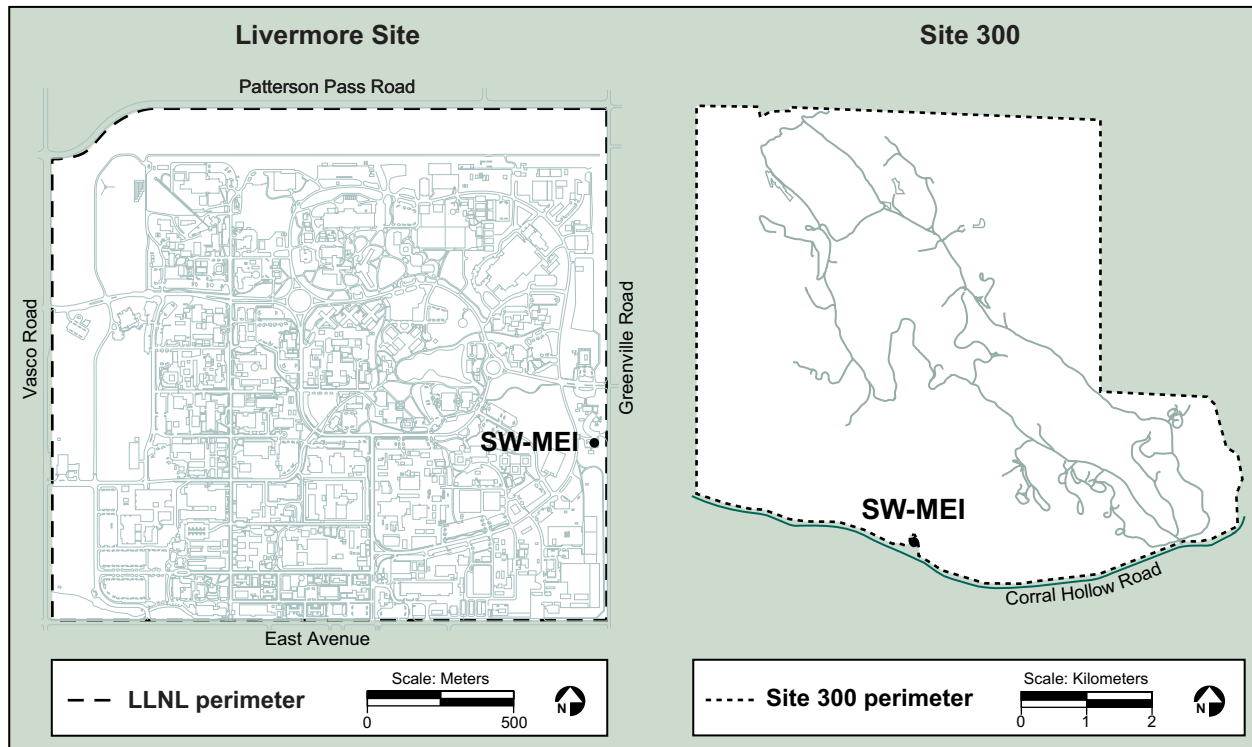 Livermore Site
Patterson Pass Road
Vasco Road
Greenville Road
SW-MEI
East Avenue
LLNL perimeter
Scale: Meters
0 500
N
Site 300
SW-MEI
Corral Hollow Road
Site 300 perimeter
Scale: Kilometers
0 1 2
N